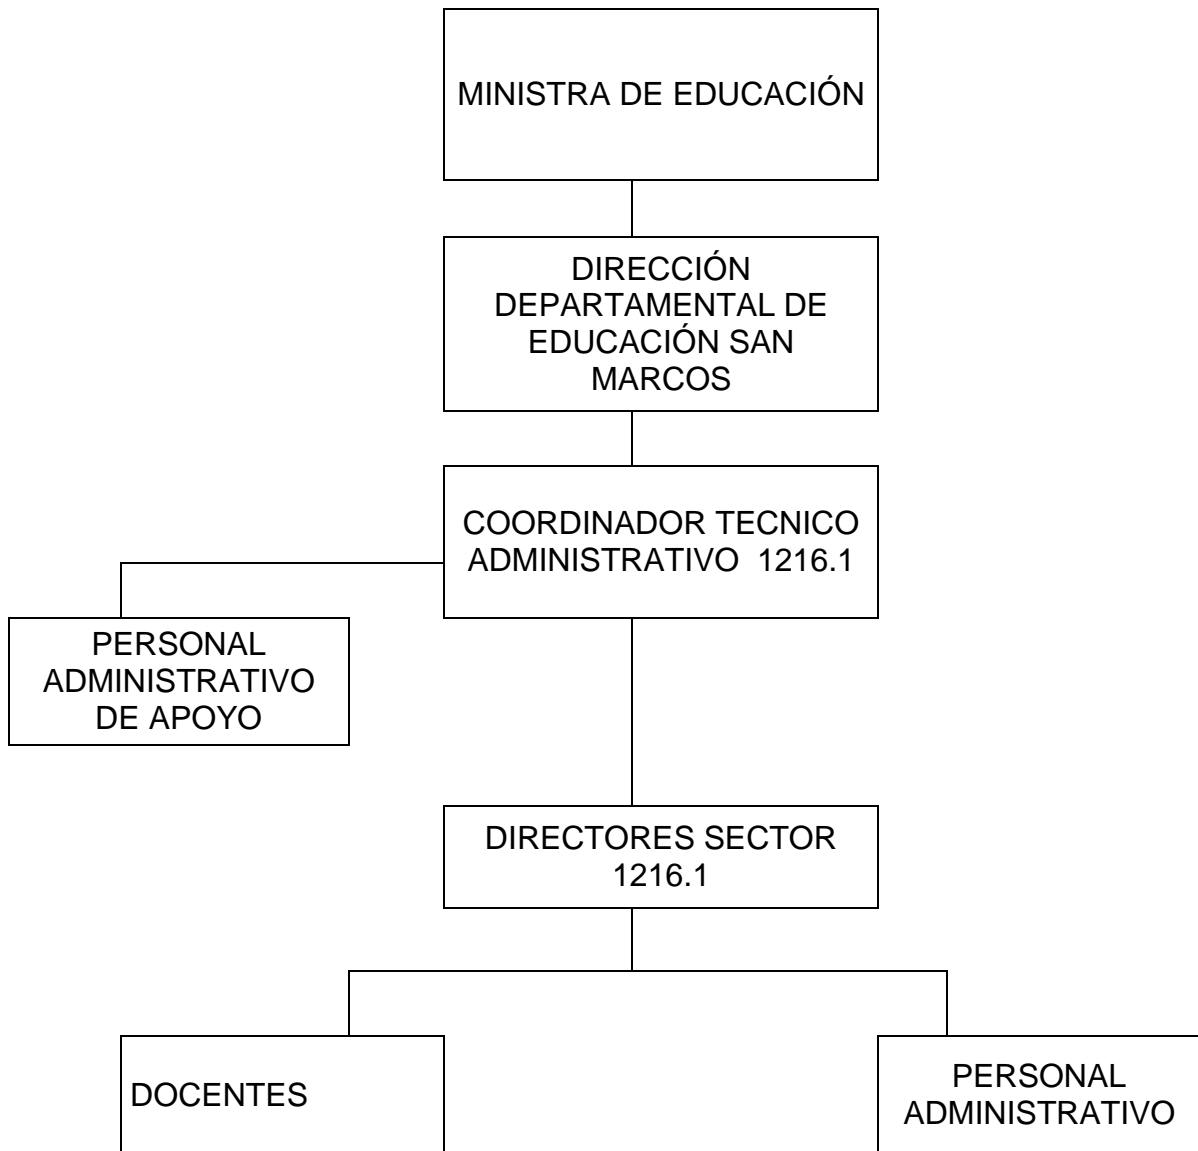 MINISTRA DE EDUCACIÓN
DIRECCIÓN
DEPARTAMENTAL DE
EDUCACIÓN SAN
MARCOS
COORDINADOR TECNICO
ADMINISTRATIVO 1216.1
PERSONAL
ADMINISTRATIVO
DE APOYO
DIRECTORES SECTOR
1216.1
DOCENTES
PERSONAL
ADMINISTRATIVO